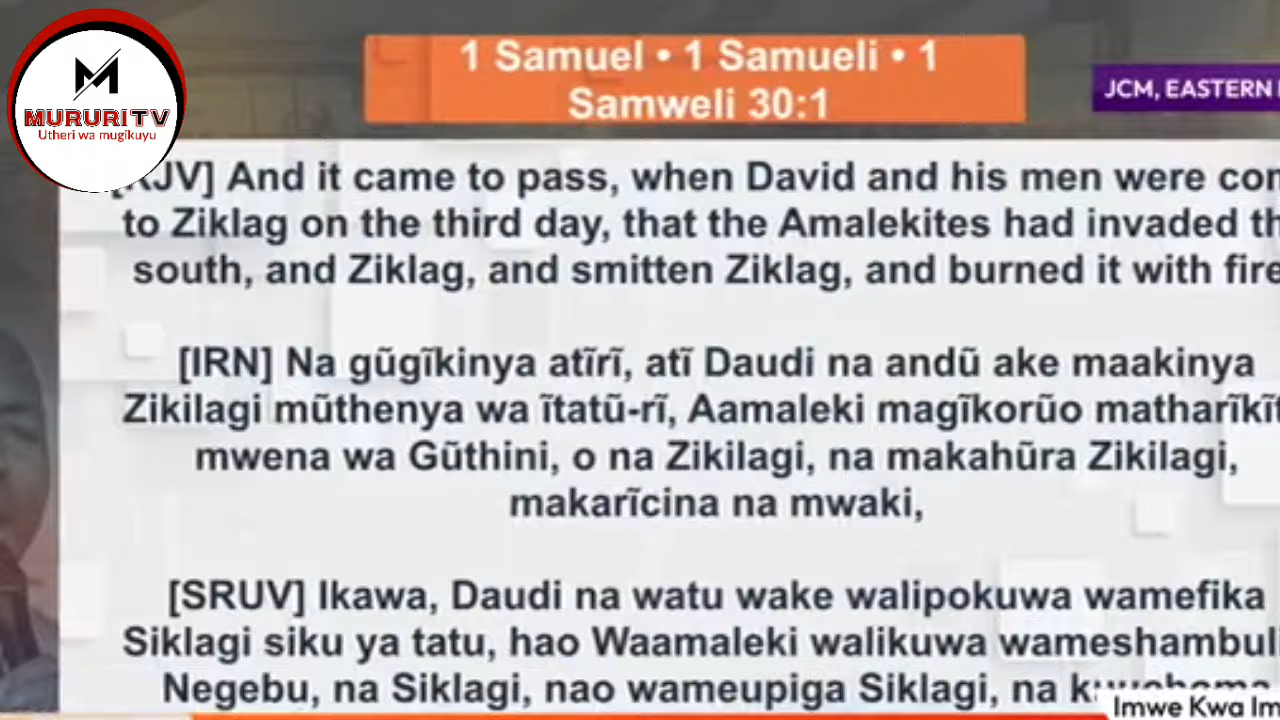 MURURITV
Utheri wa mugikuyu
1 Samuel • 1 Samueli • 1
Samweli 30:1
JCM, EASTERN
[KJV] And it came to pass, when David and his men were
to Ziklag on the third day, that the Amalekites had invaded
south, and Ziklag, and smitten Ziklag, and burned it with fire
[IRN] Na gũgĩkinya atĩrĩ, atĩ Daudi na andũ ake maakinya
Zikilagi mũthenya wa ĩtatũ-rĩ, Aamaleki magĩkorũo
mwena wa Gũthini, o na Zikilagi, na makahũra Zikilagi,
makarĩcina na mwaki,
[SRUV] Ikawa, Daudi na watu wake walipokuwa wamefika
Siklagi siku ya tatu, hao Waamaleki walikuwa
Negebu, na Siklagi, nao wameupiga Siklagi, na
Imwe Kwa